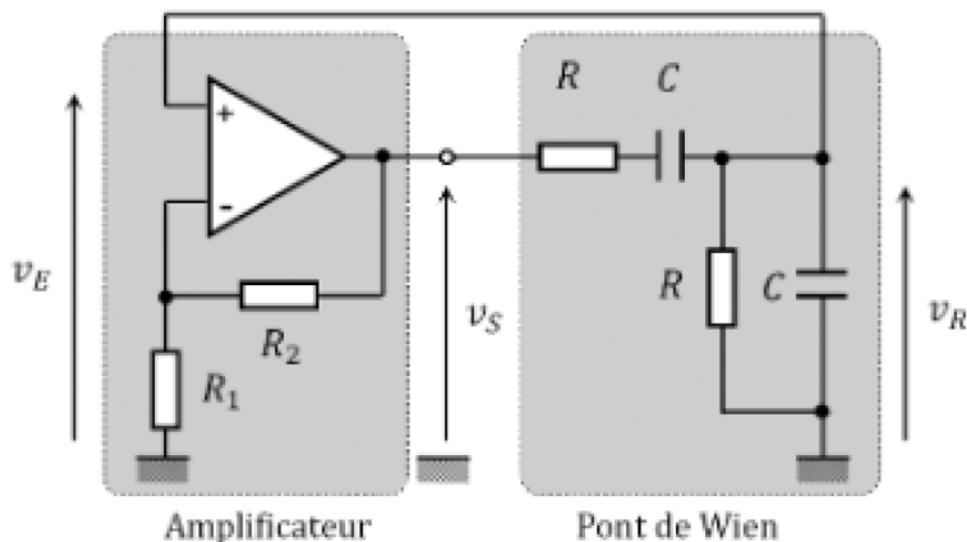 R C
+
-
v_E
R_2
R_1
v_S
R C
v_R
Amplificateur
Pont de Wien